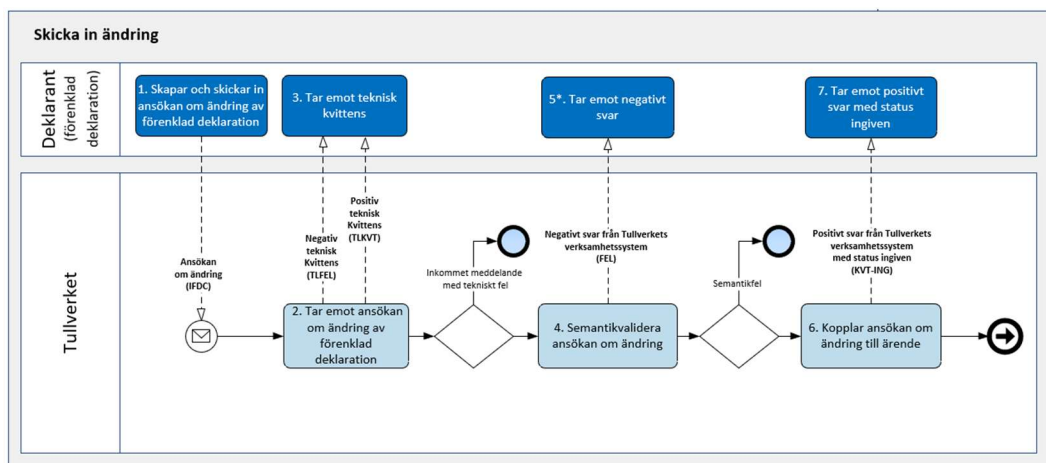 Skicka in ändring
Deklarant
(förenklad
deklaration)
1. Skapar och skickar in
ansökan om ändring av
förenklad deklaration
3. Tar emot teknisk
kvittens
5*. Tar emot negativt
svar
7. Tar emot positivt
svar med status
ingiven
Tullverket
Ansökan
om ändring
(IFDC)
Negativ
teknisk
Kvittens
(TLFEL)
Positiv
teknisk
Kvittens
(TLKVT)
Inkommet meddelande
med tekniskt fel
Negativt svar från Tullverkets
verksamhetssystem
(FEL)
Semantikfel
Positivt svar från Tullverkets
verksamhetssystem
med status ingiven
(KVT-ING)
2. Tar emot ansökan
om ändring av
förenklad
deklaration
4. Semantikvalidera
ansökan om ändring
6. Kopplar ansökan om
ändring till ärende